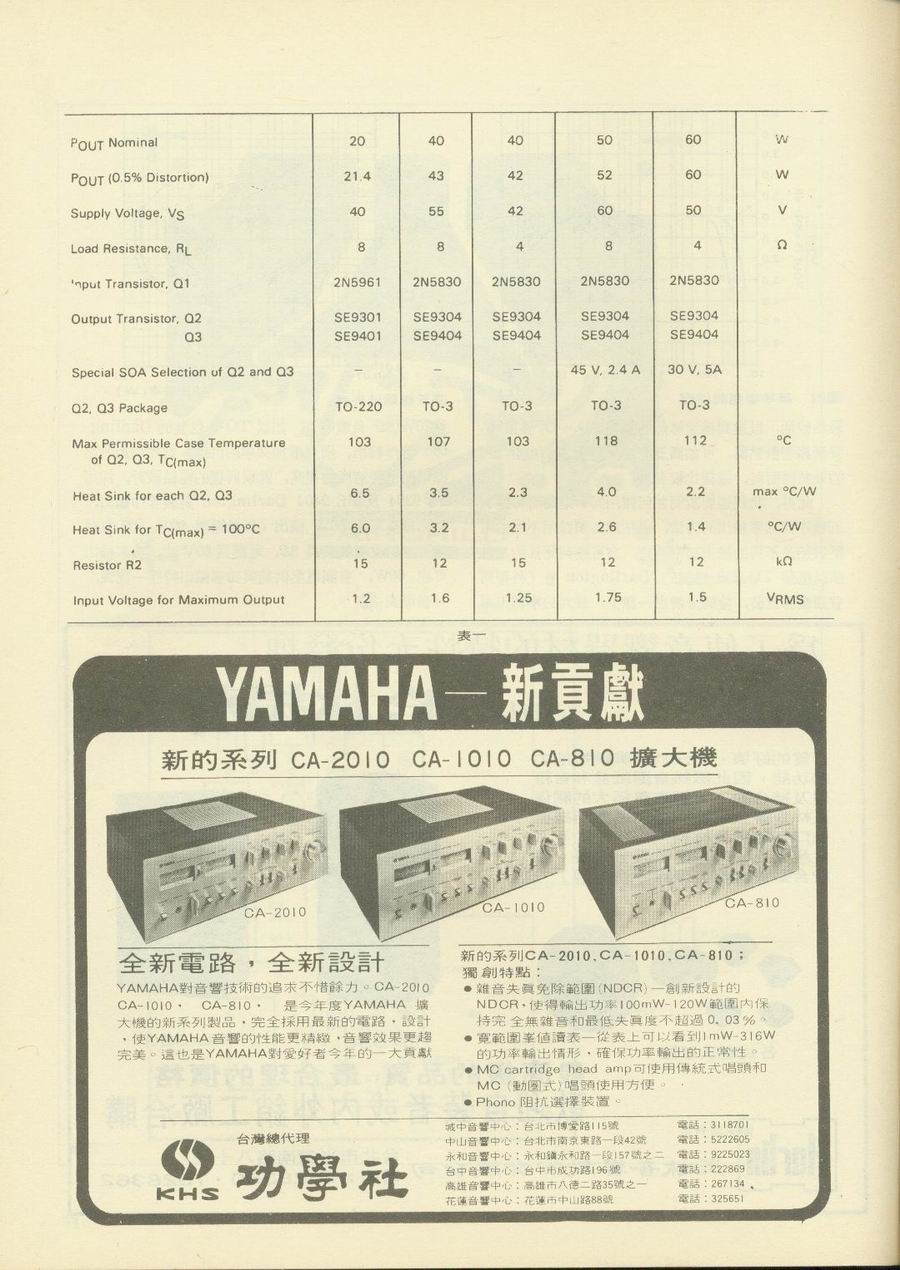 POUT Nominal 20 40 40 50 60 W
POUT (0.5% Distortion) 21.4 43 42 52 60 W
Supply Voltage, VS 40 55 42 60 50 V
Load Resistance, RL 8 8 4 8 4 Ω
Input Transistor, Q1 2N5961 2N5830 2N5830 2N5830 2N5830
Output Transistor, Q2 SE9301 SE9304 SE9304 SE9304 SE9304
Q3 SE9401 SE9404 SE9404 SE9404 SE9404
Special SOA Selection of Q2 and Q3 – – – 45 V, 2.4 A 30 V, 5A
Q2, Q3 Package TO-220 TO-3 TO-3 TO-3 TO-3
Max Permissible Case Temperature 103 107 103 118 112 °C
of Q2, Q3, TC(max)
Heat Sink for each Q2, Q3 6.5 3.5 2.3 4.0 2.2 max °C/W
Heat Sink for TC(max) = 100°C 6.0 3.2 2.1 2.6 1.4 °C/W
Resistor R2 15 12 15 12 12 kΩ
Input Voltage for Maximum Output 1.2 1.6 1.25 1.75 1.5 VRMS
表一
YAMAHA—新貢獻
新的系列 CA-2010 CA-1010 CA-810 擴大機
CA-2010
CA-1010
CA-810
全新電路，全新設計
YAMAHA對音響技術的追求不惜餘力。CA-2010
CA-1010． CA-810． 是今年度YAMAHA 擴
大機的新系列製品，完全採用最新的電路，設計
，使YAMAHA音響的性能更精緻，音響效果更趨
完美。這也是YAMAHA對愛好者今年的一大貢獻
新的系列CA-2010、CA-1010、CA-810；
獨創特點：
●雜音失眞免除範圍(NDCR)—創新設計的
NDCR，使得輸出功率100mW-120W範圍內保
持完全無雜音和最低失眞度不超過0.03%。
●寬範圍峯値讀表—從表上可以看到1mW-316W
的功率輸出情形，確保功率輸出的正常性。
●MC cartridge head amp可使用傳統式唱頭和
MC (動圈式)唱頭使用方便。
●Phono 阻抗選擇裝置。
台灣總代理
KHS 功學社
城中音響中心：台北市博愛路115號 電話：3118701
中山音響中心：台北市南京東路一段42號 電話：5222605
永和音響中心：永和鎭永和路一段157號之二 電話：9225023
台中音響中心：台中市成功路196號 電話：222869
高雄音響中心：高雄市八德二路35號之一 電話：267134
花蓮音響中心：花蓮市中山路88號 電話：325651